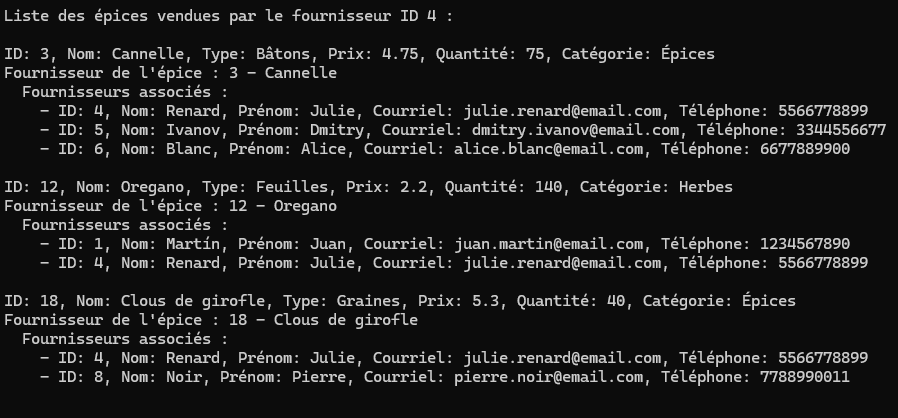 Liste des épices vendues par le fournisseur ID 4 :
ID: 3, Nom: Cannelle, Type: Bâtons, Prix: 4.75, Quantité: 75, Catégorie: Épices
Fournisseur de l'épice : 3 - Cannelle
Fournisseurs associés :
- ID: 4, Nom: Renard, Prénom: Julie, Courriel: julie.renard@email.com, Téléphone: 5566778899
- ID: 5, Nom: Ivanov, Prénom: Dmitry, Courriel: dmitry.ivanov@email.com, Téléphone: 3344556677
- ID: 6, Nom: Blanc, Prénom: Alice, Courriel: alice.blanc@email.com, Téléphone: 6677889900
ID: 12, Nom: Oregano, Type: Feuilles, Prix: 2.2, Quantité: 140, Catégorie: Herbes
Fournisseur de l'épice : 12 - Oregano
Fournisseurs associés :
- ID: 1, Nom: Martín, Prénom: Juan, Courriel: juan.martin@email.com, Téléphone: 1234567890
- ID: 4, Nom: Renard, Prénom: Julie, Courriel: julie.renard@email.com, Téléphone: 5566778899
ID: 18, Nom: Clous de girofle, Type: Graines, Prix: 5.3, Quantité: 40, Catégorie: Épices
Fournisseur de l'épice : 18 - Clous de girofle
Fournisseurs associés :
- ID: 4, Nom: Renard, Prénom: Julie, Courriel: julie.renard@email.com, Téléphone: 5566778899
- ID: 8, Nom: Noir, Prénom: Pierre, Courriel: pierre.noir@email.com, Téléphone: 7788990011